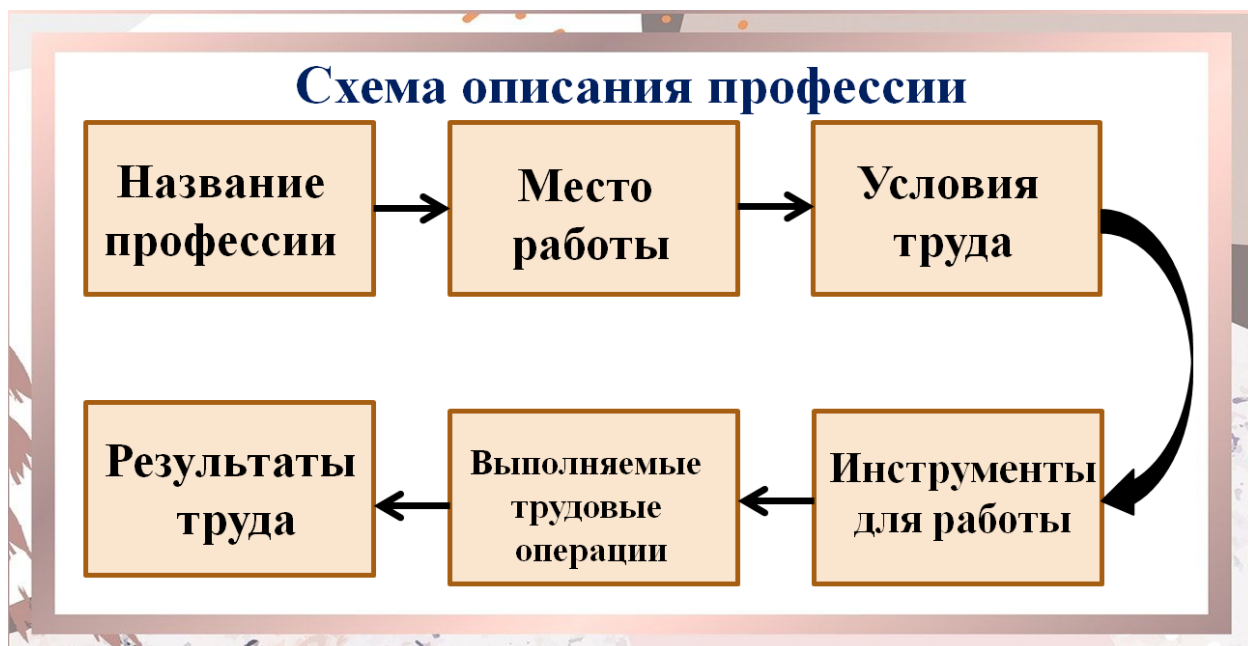 Схема описания профессии
Название
профессии
Место
работы
Условия
труда
Инструменты
для работы
Выполняемые
трудовые
операции
Результаты
труда